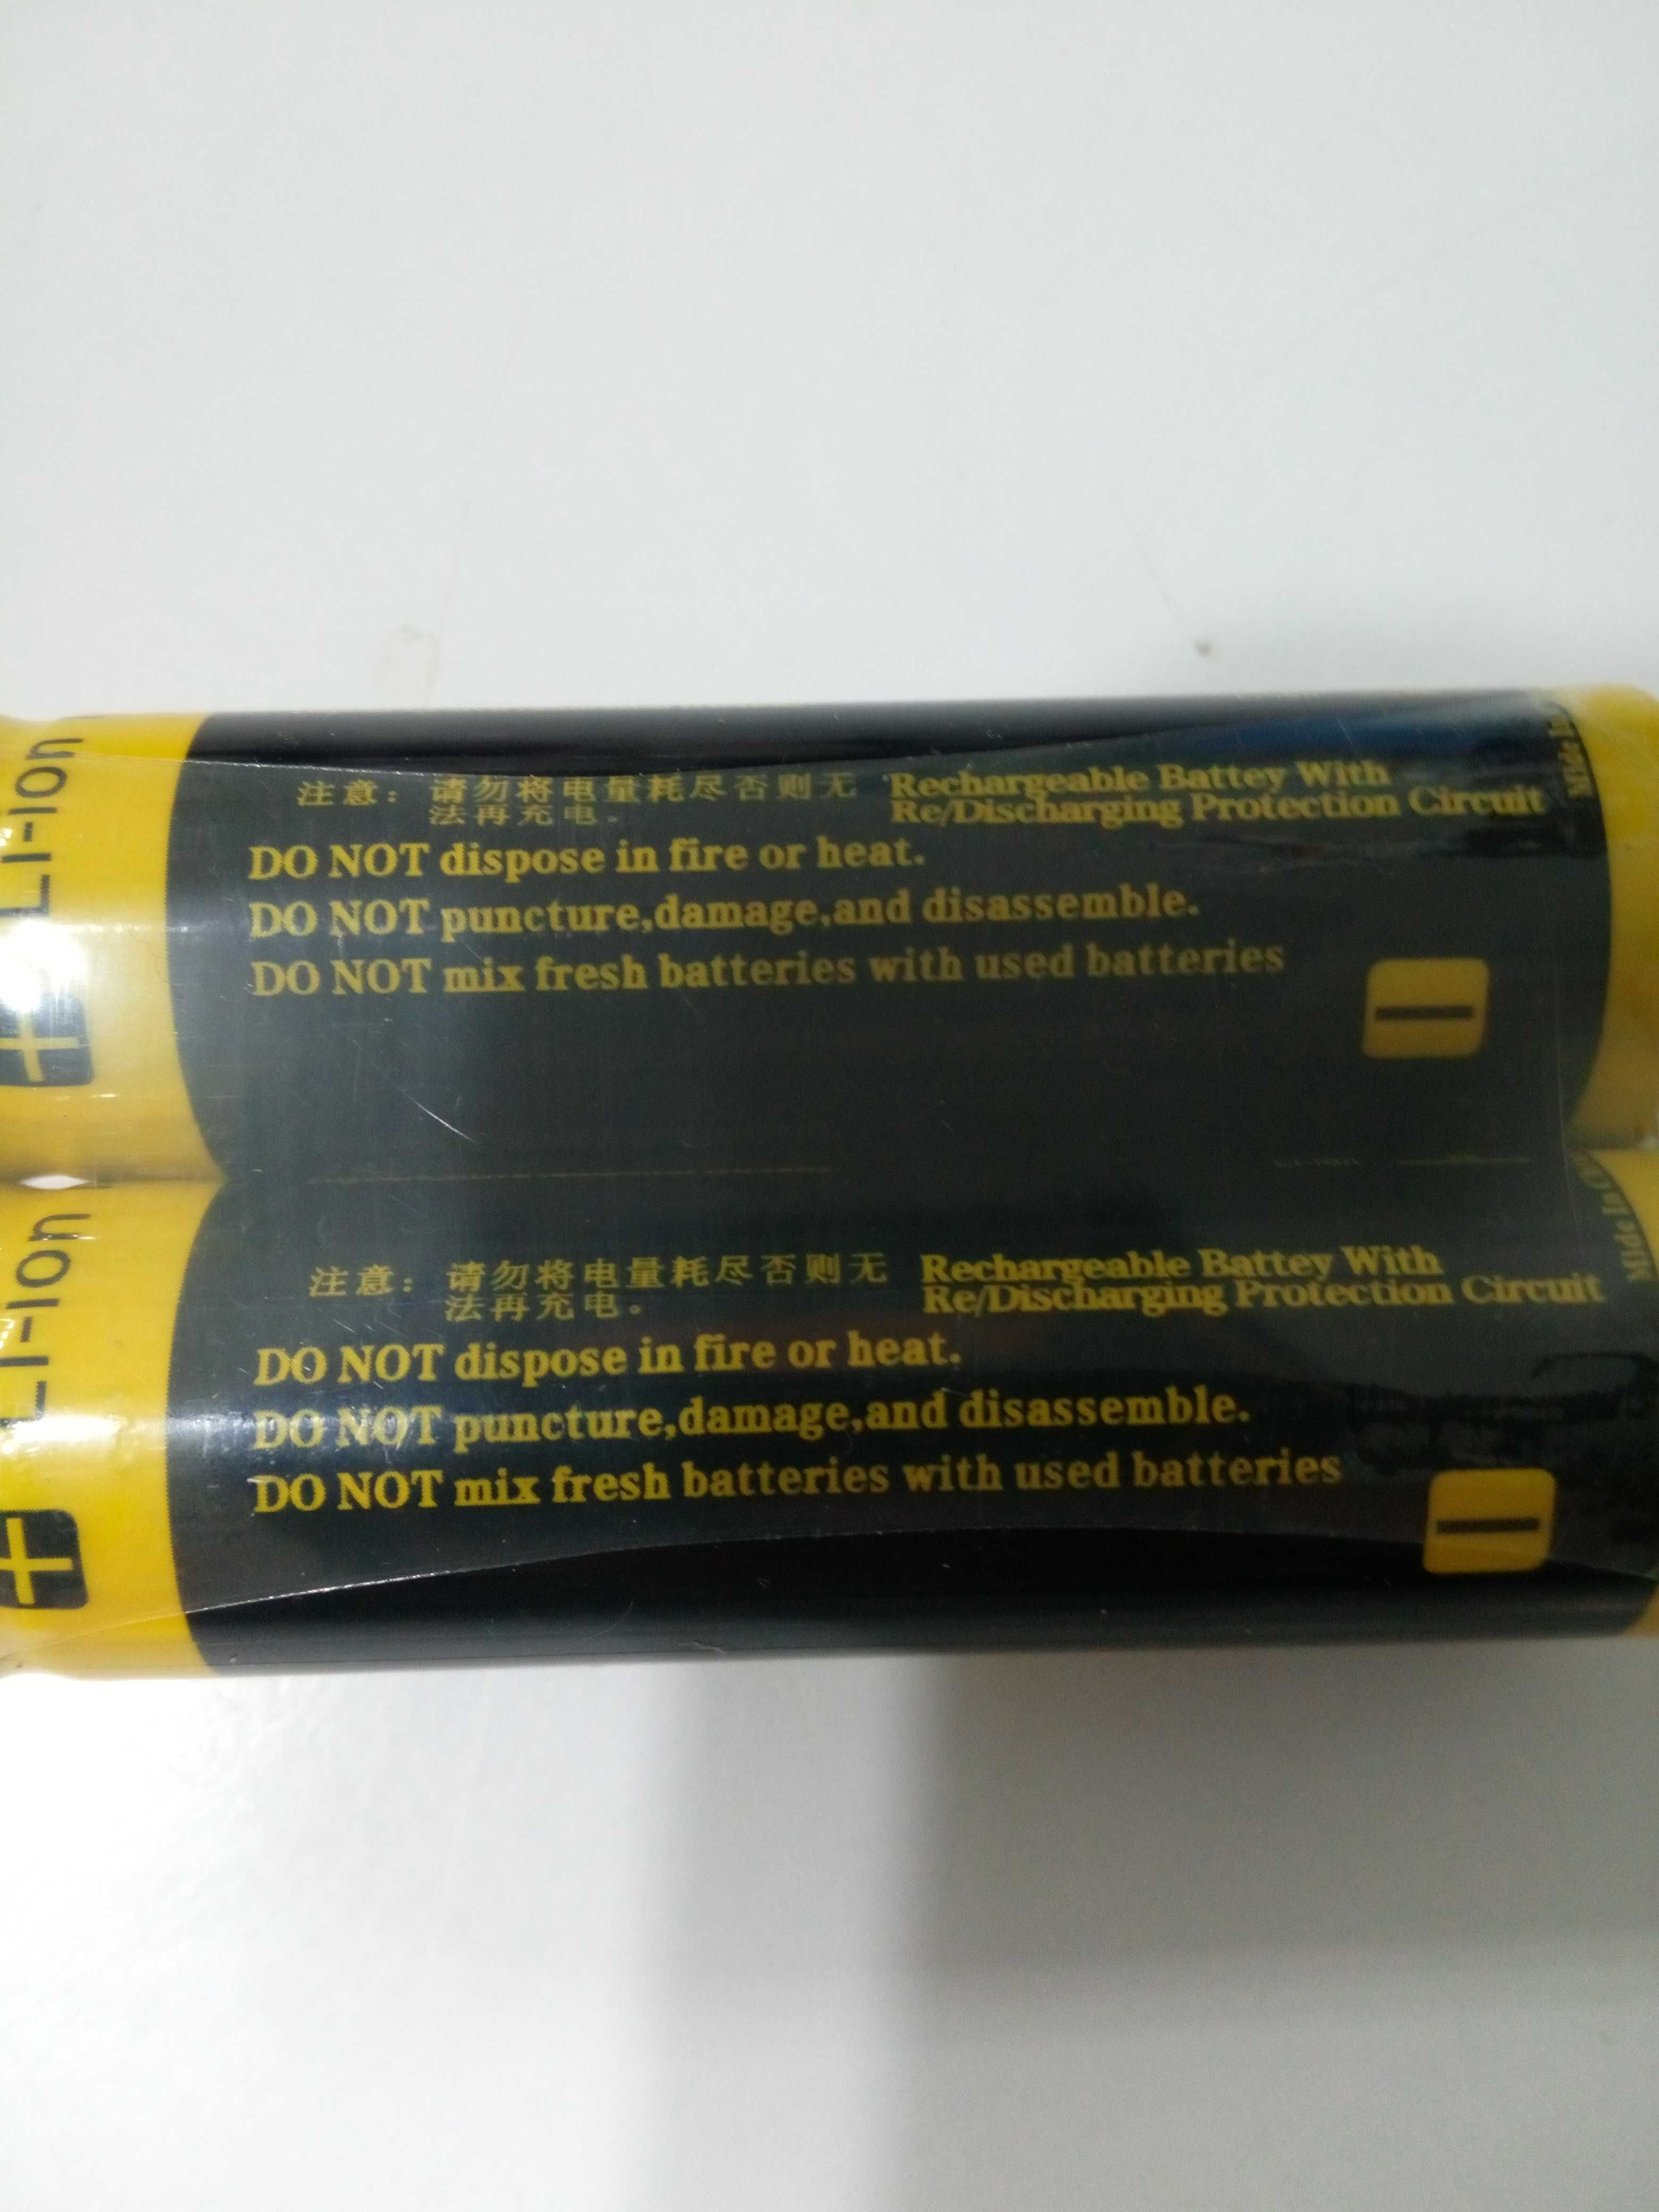 Li-ion
注意：请勿将电量耗尽否则无
法再充电。
Rechargeable Battey With
Re/Discharging Protection Circuit
DO NOT dispose in fire or heat.
DO NOT puncture,damage,and disassemble.
DO NOT mix fresh batteries with used batteries
+
—
Mide In
Li-ion
注意：请勿将电量耗尽否则无
法再充电。
Rechargeable Battey With
Re/Discharging Protection Circuit
DO NOT dispose in fire or heat.
DO NOT puncture,damage,and disassemble.
DO NOT mix fresh batteries with used batteries
+
—
Mide In